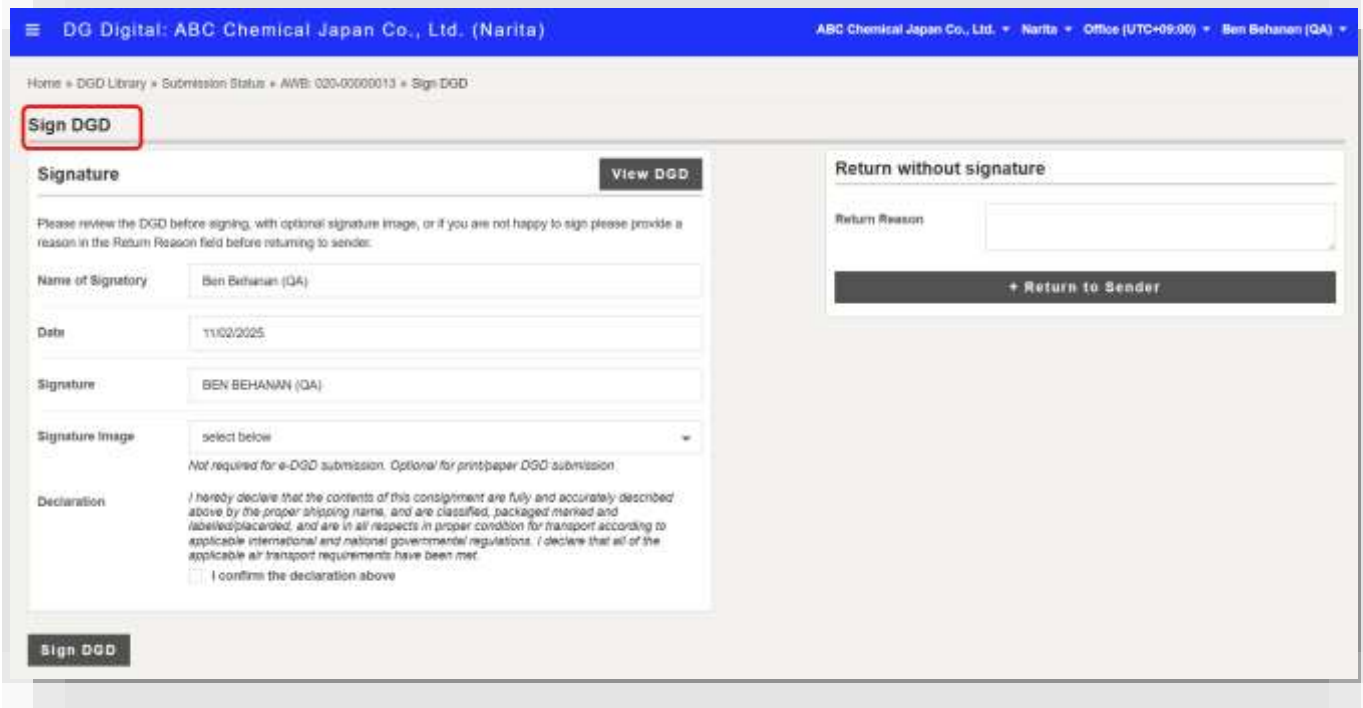 ≡ DG Digital: ABC Chemical Japan Co., Ltd. (Narita)
ABC Chemical Japan Co., Ltd. Narita Office (UTC+09:00) Ben Behanan (QA)
Home » DGD Library » Submission Status » AWB: 020-00000013 » Sign DGD
Sign DGD
Signature
View DGD
Please review the DGD before signing, with optional signature image, or if you are not happy to sign please provide a
reason in the Return Reason field before returning to sender.
Name of Signatory
Ben Behanan (QA)
Date
11/02/2025
Signature
BEN BEHANAN (QA)
Signature Image
select below
Not required for e-DGD submission. Optional for print/paper DGD submission
Declaration
I hereby declare that the contents of this consignment are fully and accurately described
above by the proper shipping name, and are classified, packaged marked and
labelled/placarded, and are in all respects in proper condition for transport according to
applicable international and national governmental regulations. I declare that all of the
applicable air transport requirements have been met.
I confirm the declaration above
Sign DGD
Return without signature
Return Reason
+ Return to Sender